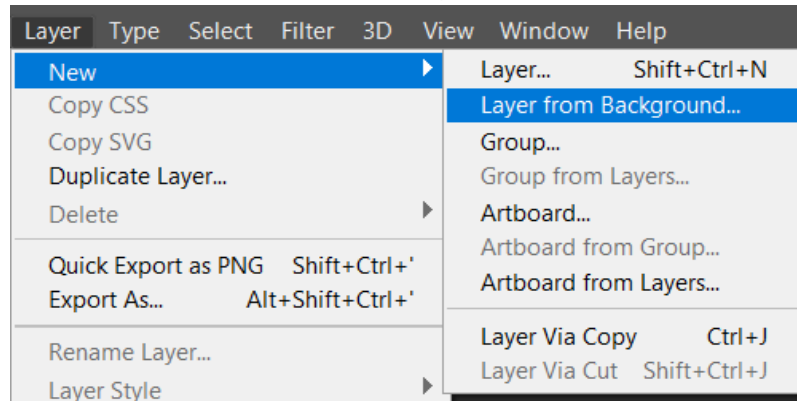 Layer Type Select Filter 3D View Window Help
New
Copy CSS
Copy SVG
Duplicate Layer...
Delete
Quick Export as PNG Shift+Ctrl+'
Export As... Alt+Shift+Ctrl+'
Rename Layer...
Layer Style
Layer... Shift+Ctrl+N
Layer from Background...
Group...
Group from Layers...
Artboard...
Artboard from Group...
Artboard from Layers...
Layer Via Copy Ctrl+J
Layer Via Cut Shift+Ctrl+J